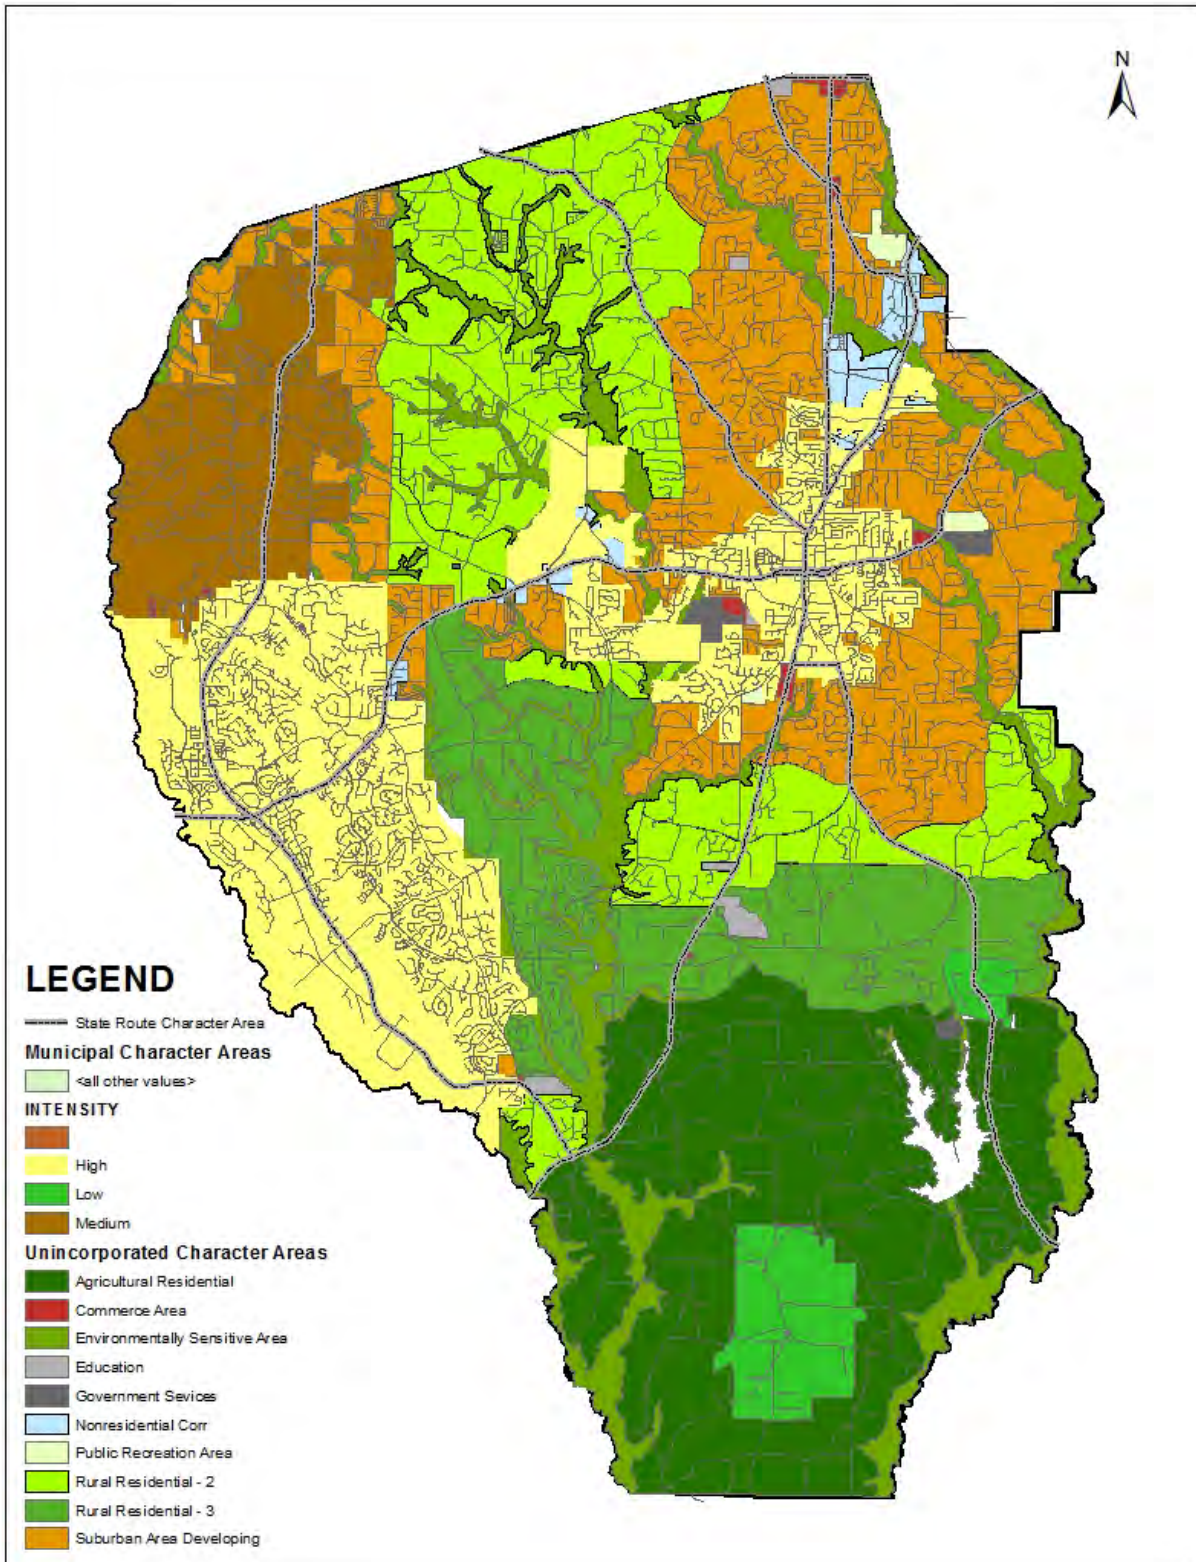 N
LEGEND
State Route Character Area
Municipal Character Areas
<all other values>
INTENSITY
High
Low
Medium
Unincorporated Character Areas
Agricultural Residential
Commerce Area
Environmentally Sensitive Area
Education
Government Sevices
Nonresidential Corr
Public Recreation Area
Rural Residential - 2
Rural Residential - 3
Suburban Area Developing